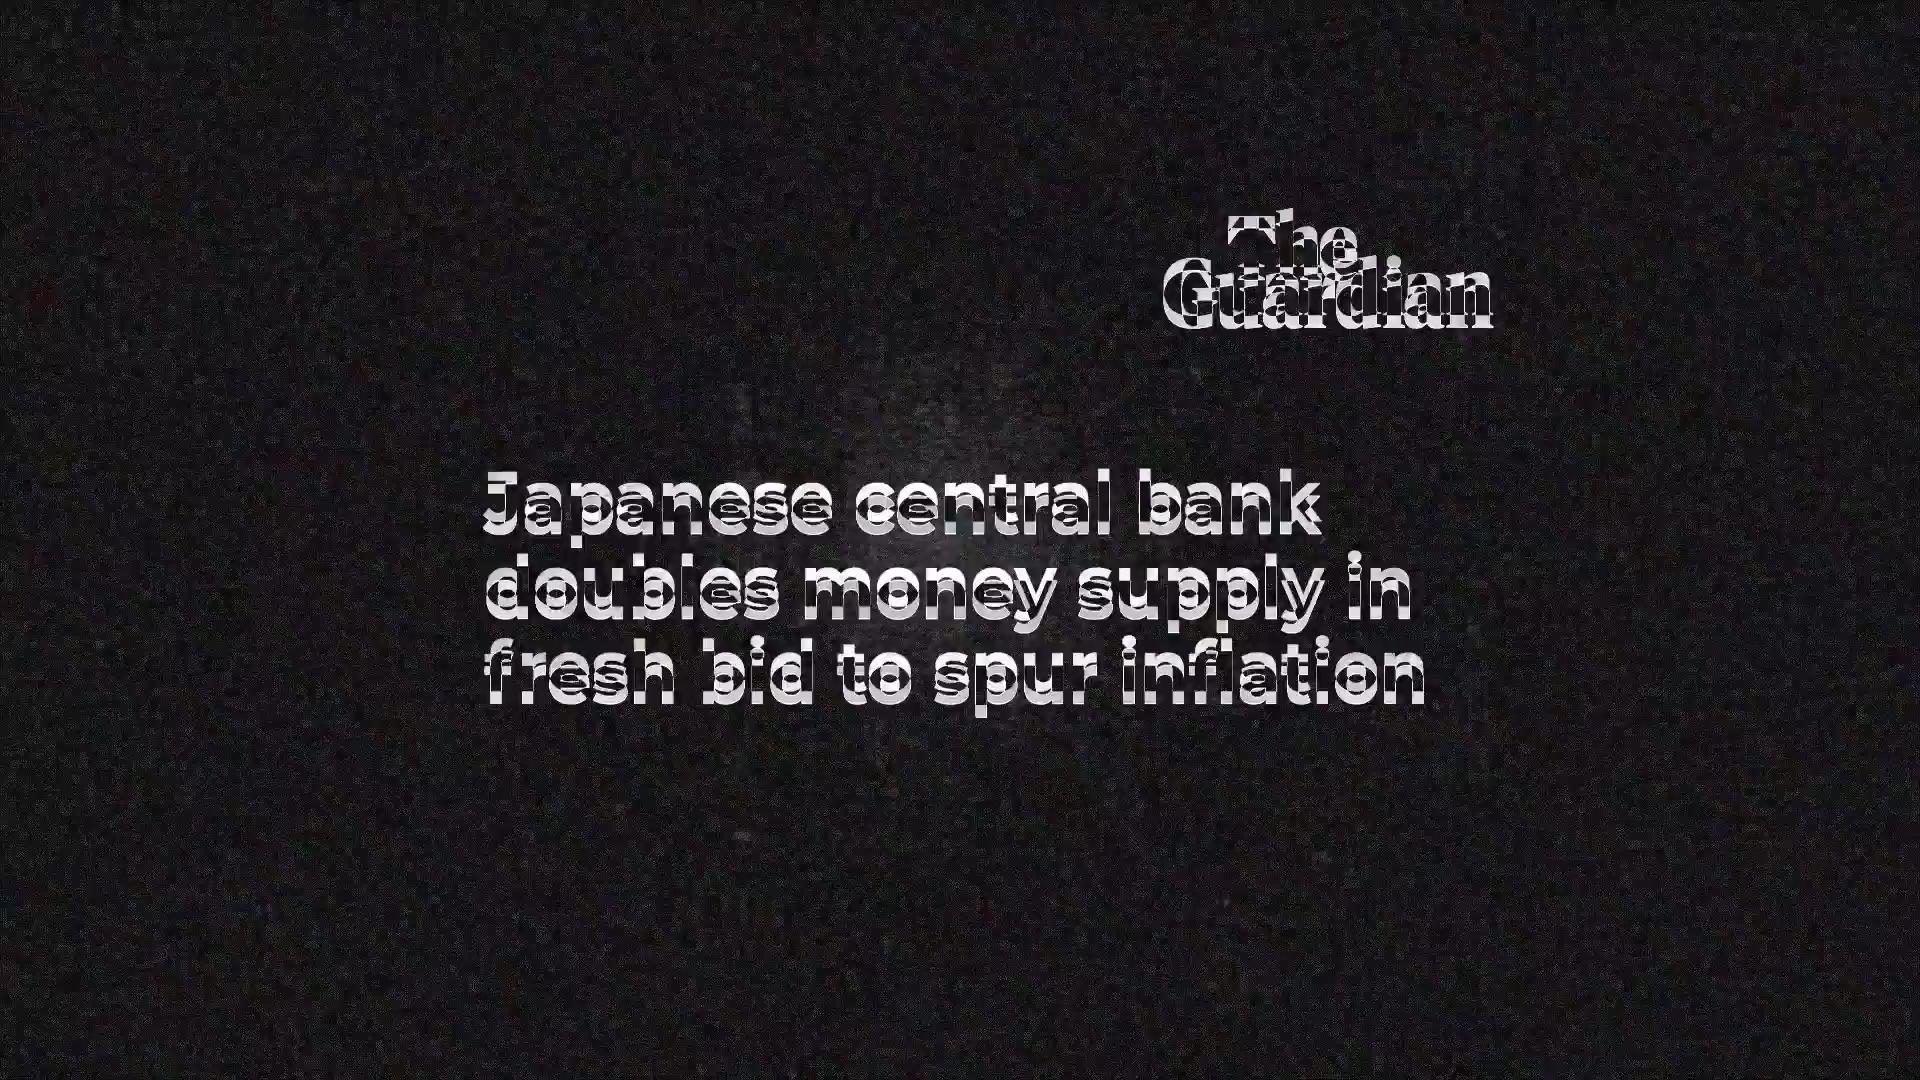 The
Guardian
Japanese central bank
doubles money supply in
fresh bid to spur inflation